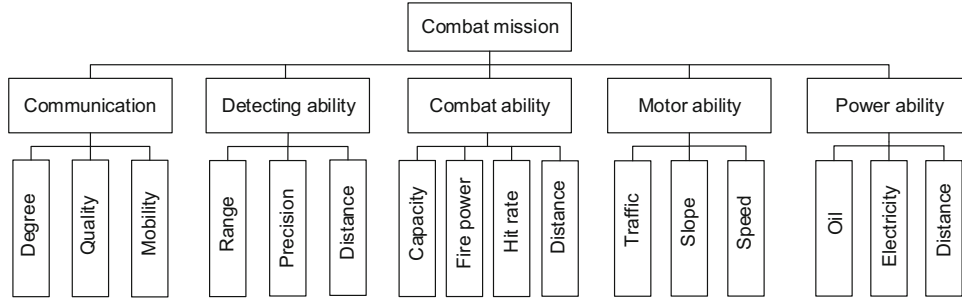 Combat mission
Communication
Detecting ability
Combat ability
Motor ability
Power ability
Degree
Quality
Mobility
Range
Precision
Distance
Capacity
Fire power
Hit rate
Distance
Traffic
Slope
Speed
Oil
Electricity
Distance